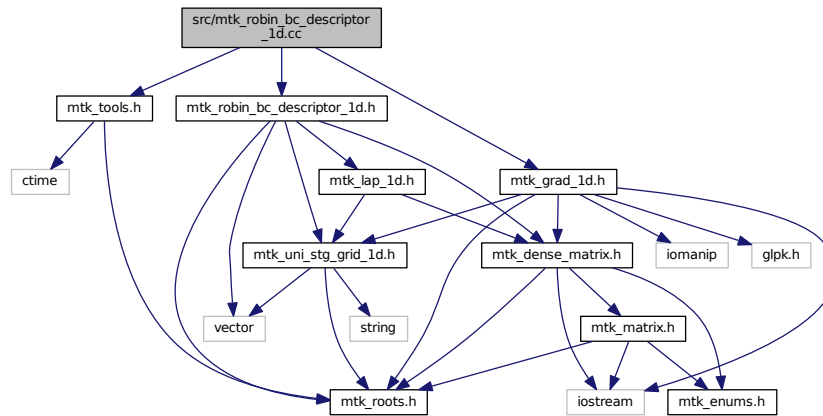 src/mtk_robin_bc_descriptor
_1d.cc
mtk_tools.h
mtk_robin_bc_descriptor_1d.h
ctime
mtk_lap_1d.h
mtk_grad_1d.h
mtk_uni_stg_grid_1d.h
mtk_dense_matrix.h
iomanip
glpk.h
vector
string
mtk_matrix.h
mtk_roots.h
iostream
mtk_enums.h